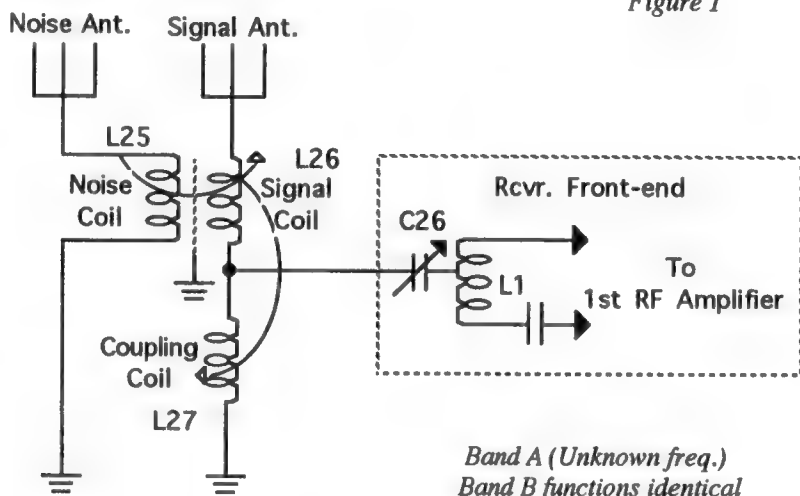 Figure 1
Noise Ant.
Signal Ant.
L25
L26
Noise
Coil
Signal
Coil
Rcvr. Front-end
C26
L1
To
1st RF Amplifier
Coupling
Coil
L27
Band A (Unknown freq.)
Band B functions identical